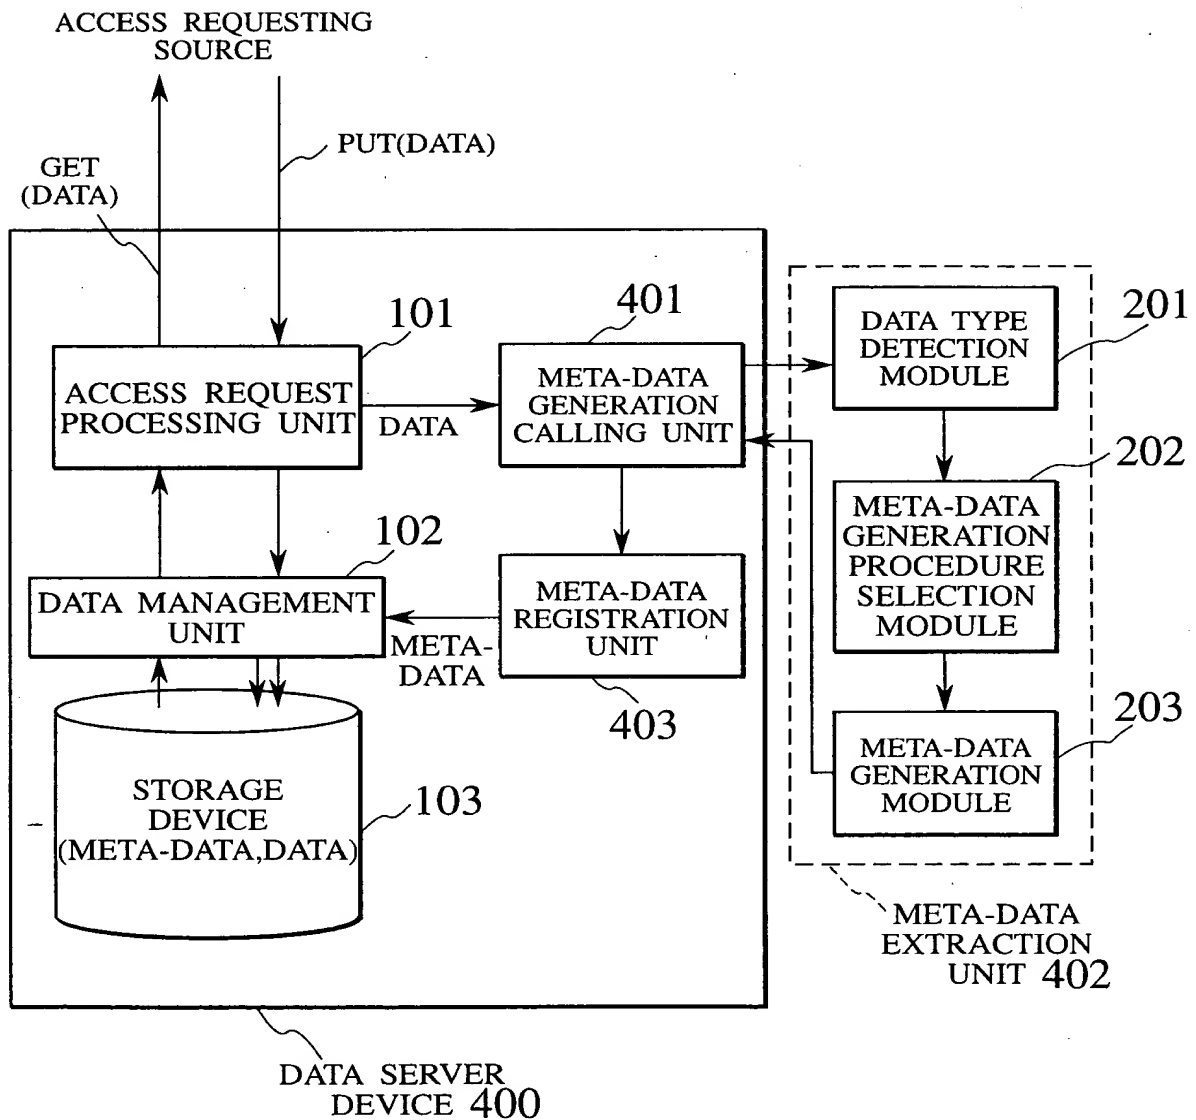 ACCESS REQUESTING
SOURCE
PUT(DATA)
GET
(DATA)
101
401
201
DATA TYPE
DETECTION
MODULE
ACCESS REQUEST
PROCESSING UNIT
DATA
META-DATA
GENERATION
CALLING UNIT
202
META-DATA
GENERATION
PROCEDURE
SELECTION
MODULE
102
DATA MANAGEMENT
UNIT
META-DATA
REGISTRATION
UNIT
META-
DATA
403
203
META-DATA
GENERATION
MODULE
STORAGE
DEVICE
(META-DATA,DATA)
103
META-DATA
EXTRACTION
UNIT 402
DATA SERVER
DEVICE 400